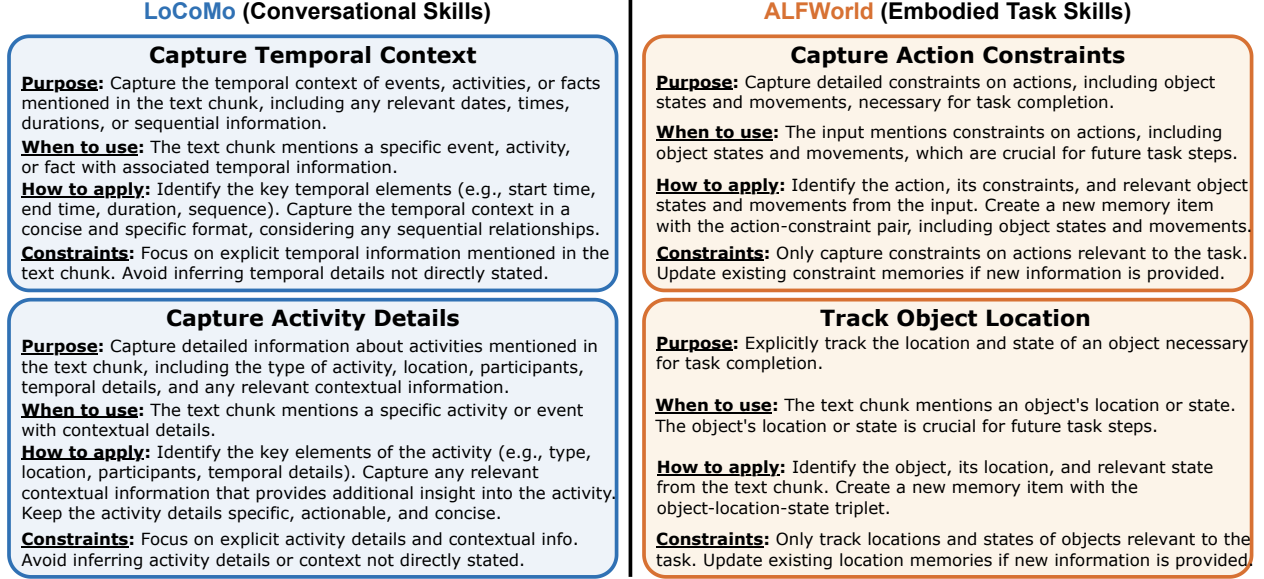 LoCoMo (Conversational Skills)
Capture Temporal Context
Purpose: Capture the temporal context of events, activities, or facts
mentioned in the text chunk, including any relevant dates, times,
durations, or sequential information.
When to use: The text chunk mentions a specific event, activity,
or fact with associated temporal information.
How to apply: Identify the key temporal elements (e.g., start time,
end time, duration, sequence). Capture the temporal context in a
concise and specific format, considering any sequential relationships.
Constraints: Focus on explicit temporal information mentioned in the
text chunk. Avoid inferring temporal details not directly stated.
Capture Activity Details
Purpose: Capture detailed information about activities mentioned in
the text chunk, including the type of activity, location, participants,
temporal details, and any relevant contextual information.
When to use: The text chunk mentions a specific activity or event
with contextual details.
How to apply: Identify the key elements of the activity (e.g., type,
location, participants, temporal details). Capture any relevant
contextual information that provides additional insight into the activity.
Keep the activity details specific, actionable, and concise.
Constraints: Focus on explicit activity details and contextual info.
Avoid inferring activity details or context not directly stated.
ALFWorld (Embodied Task Skills)
Capture Action Constraints
Purpose: Capture detailed constraints on actions, including object
states and movements, necessary for task completion.
When to use: The input mentions constraints on actions, including
object states and movements, which are crucial for future task steps.
How to apply: Identify the action, its constraints, and relevant object
states and movements from the input. Create a new memory item
with the action-constraint pair, including object states and movements.
Constraints: Only capture constraints on actions relevant to the task.
Update existing constraint memories if new information is provided.
Track Object Location
Purpose: Explicitly track the location and state of an object necessary
for task completion.
When to use: The text chunk mentions an object's location or state.
The object's location or state is crucial for future task steps.
How to apply: Identify the object, its location, and relevant state
from the text chunk. Create a new memory item with the
object-location-state triplet.
Constraints: Only track locations and states of objects relevant to the
task. Update existing location memories if new information is provided.